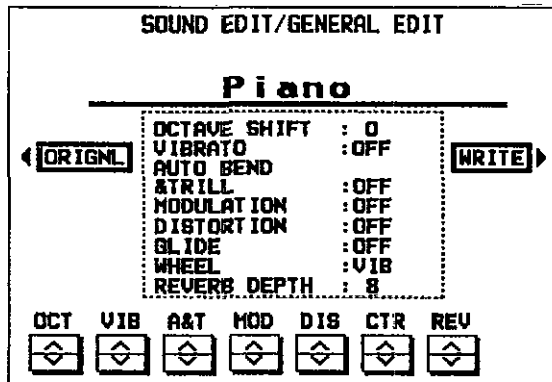 SOUND EDIT/GENERAL EDIT
Piano
OCTAVE SHIFT : 0
VIBRATO :OFF
AUTO BEND
&TRILL :OFF
MODULATION :OFF
DISTORTION :OFF
GLIDE :OFF
WHEEL :VIB
REVERB DEPTH : 8
ORIGNL
WRITE
OCT VIB A&T MOD DIS CTR REV